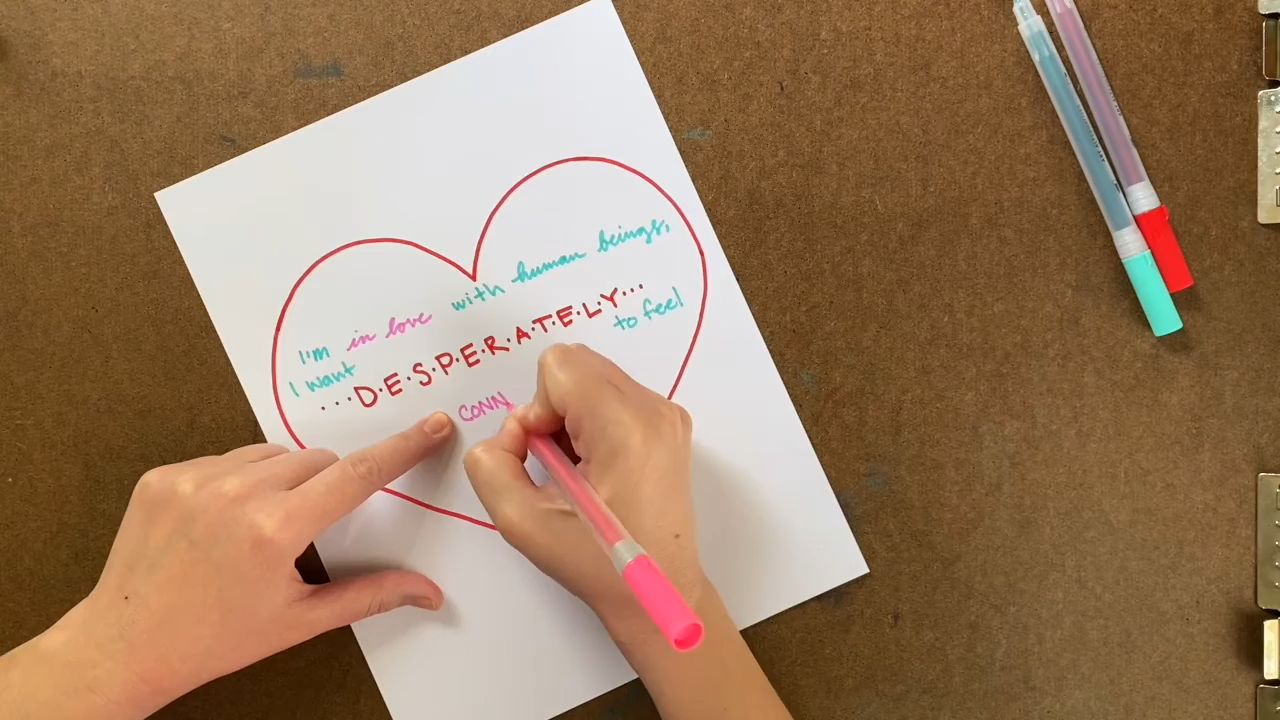 I'm in love with human beings,
I want
...D·E·S·P·E·R·A·T·E·L·Y...
to feel
CONN